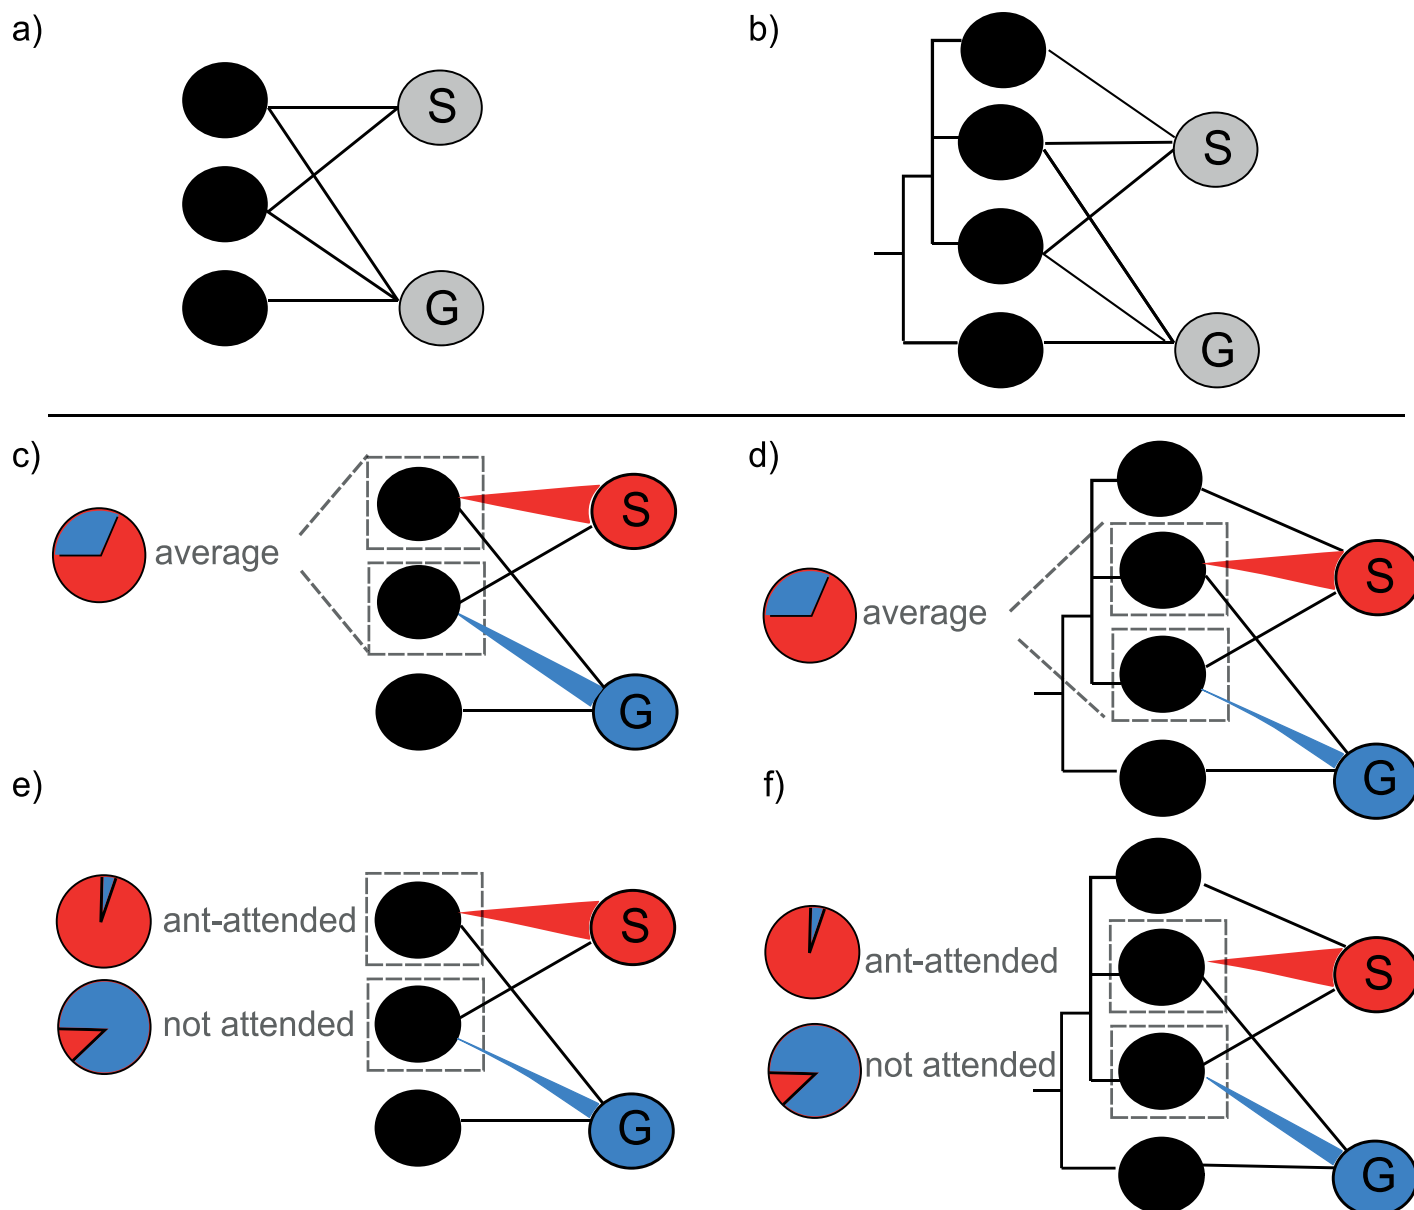 a)
b)
S
S
G
G
c)
d)
S
average
S
average
G
G
e)
f)
ant-attended
S
ant-attended
S
not attended
not attended
G
G